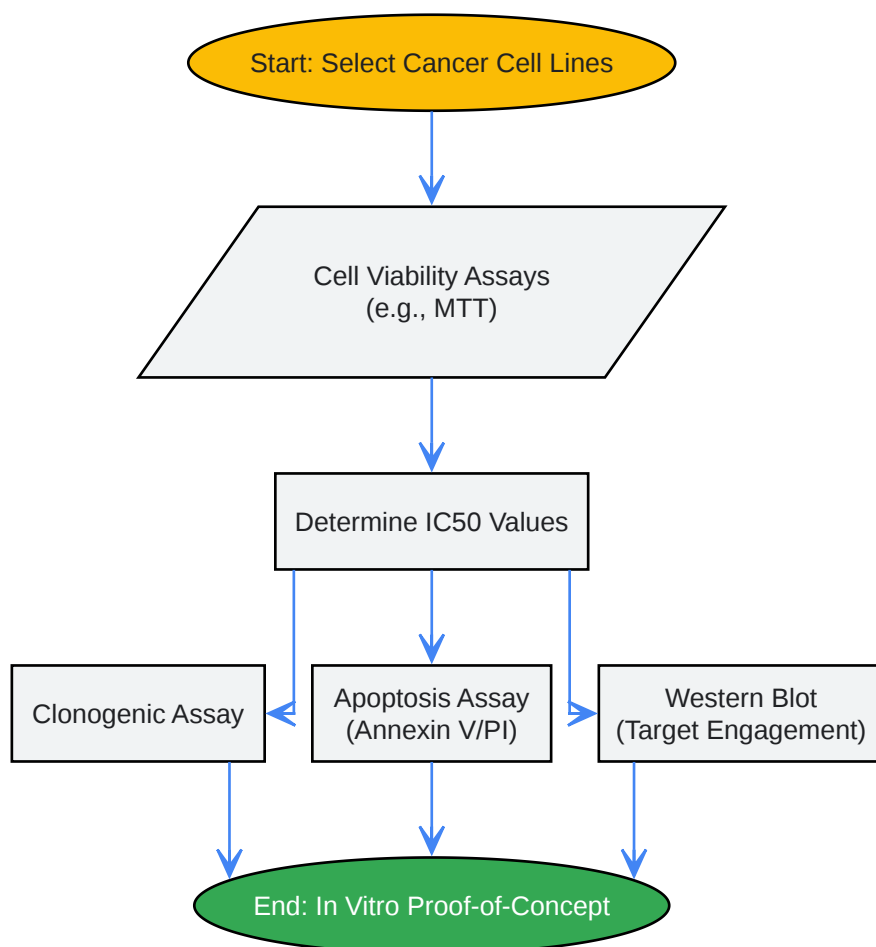 Start: Select Cancer Cell Lines
Cell Viability Assays
(e.g., MTT)
Determine IC50 Values
Clonogenic Assay
Apoptosis Assay
(Annexin V/PI)
Western Blot
(Target Engagement)
End: In Vitro Proof-of-Concept